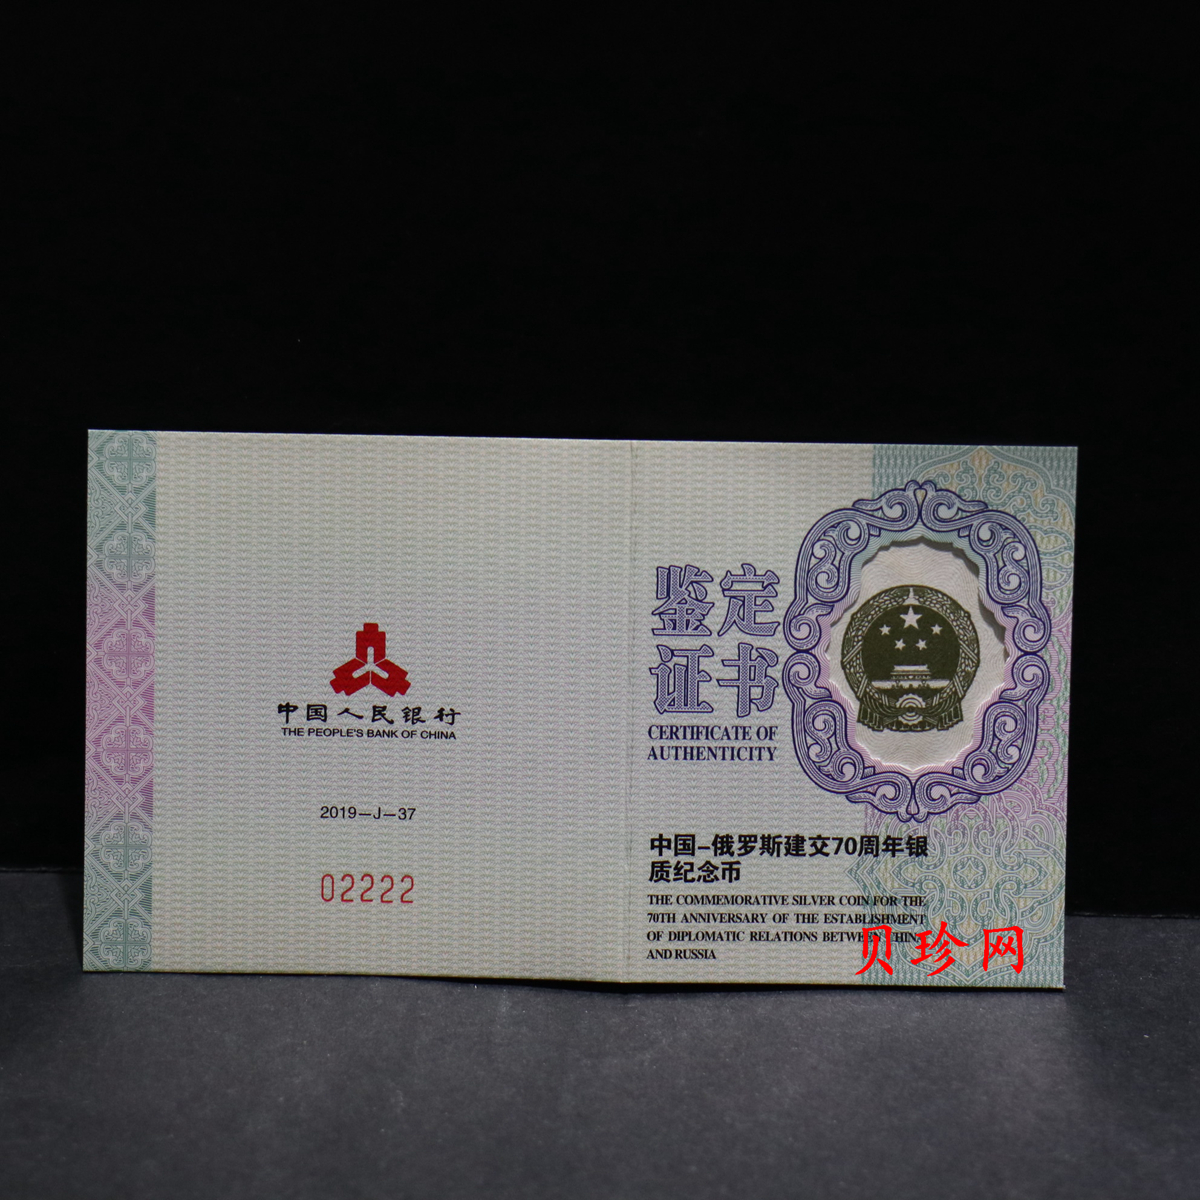 中国人民银行
THE PEOPLE'S BANK OF CHINA
2019-J-37
02222
鉴定
证书
CERTIFICATE OF
AUTHENTICITY
中国-俄罗斯建交70周年银
质纪念币
THE COMMEMORATIVE SILVER COIN FOR THE
70TH ANNIVERSARY OF THE ESTABLISHMENT
OF DIPLOMATIC RELATIONS BETWEEN CHINA
AND RUSSIA
贝珍网